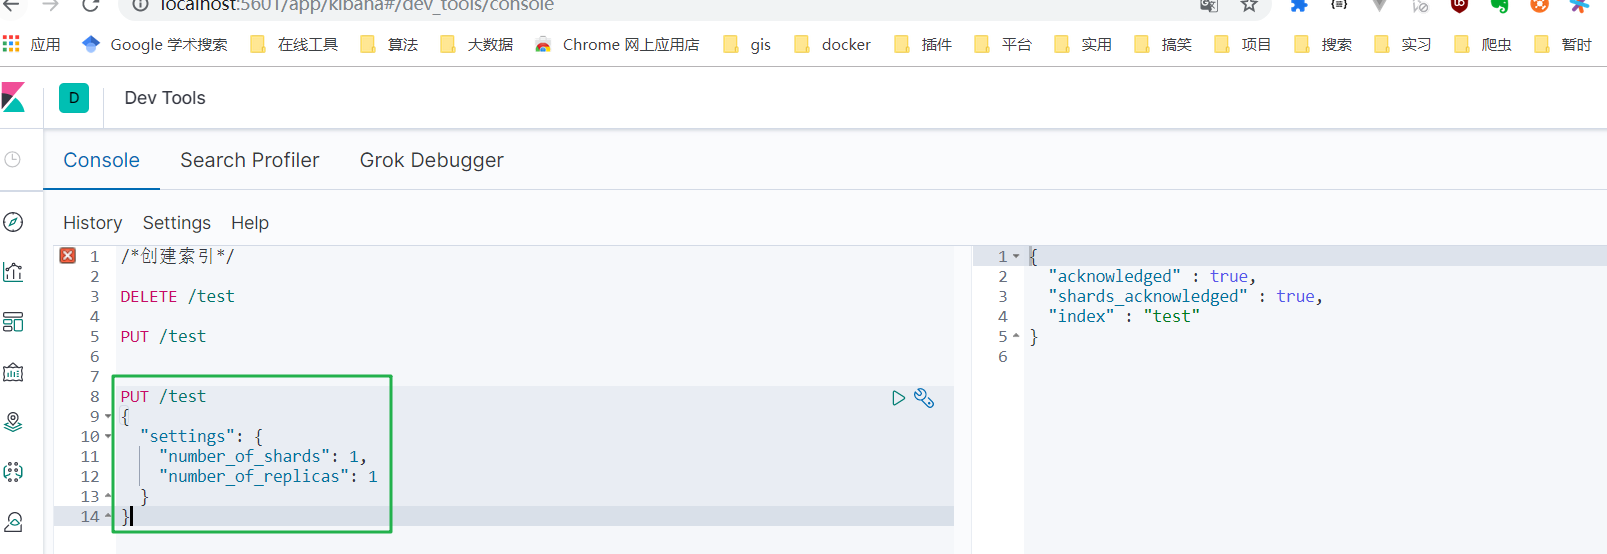 localhost:5601/app/kibana#/dev_tools/console
应用 Google 学术搜索 在线工具 算法 大数据 Chrome 网上应用店 gis docker 插件 平台 实用 搞笑 项目 搜索 实习 爬虫 暂时
D Dev Tools
Console Search Profiler Grok Debugger
History Settings Help
1 /*创建索引*/
2
3 DELETE /test
4
5 PUT /test
6
7
8 PUT /test
9 {
10 "settings": {
11 "number_of_shards": 1,
12 "number_of_replicas": 1
13 }
14 }
1 {
2 "acknowledged" : true,
3 "shards_acknowledged" : true,
4 "index" : "test"
5 }
6